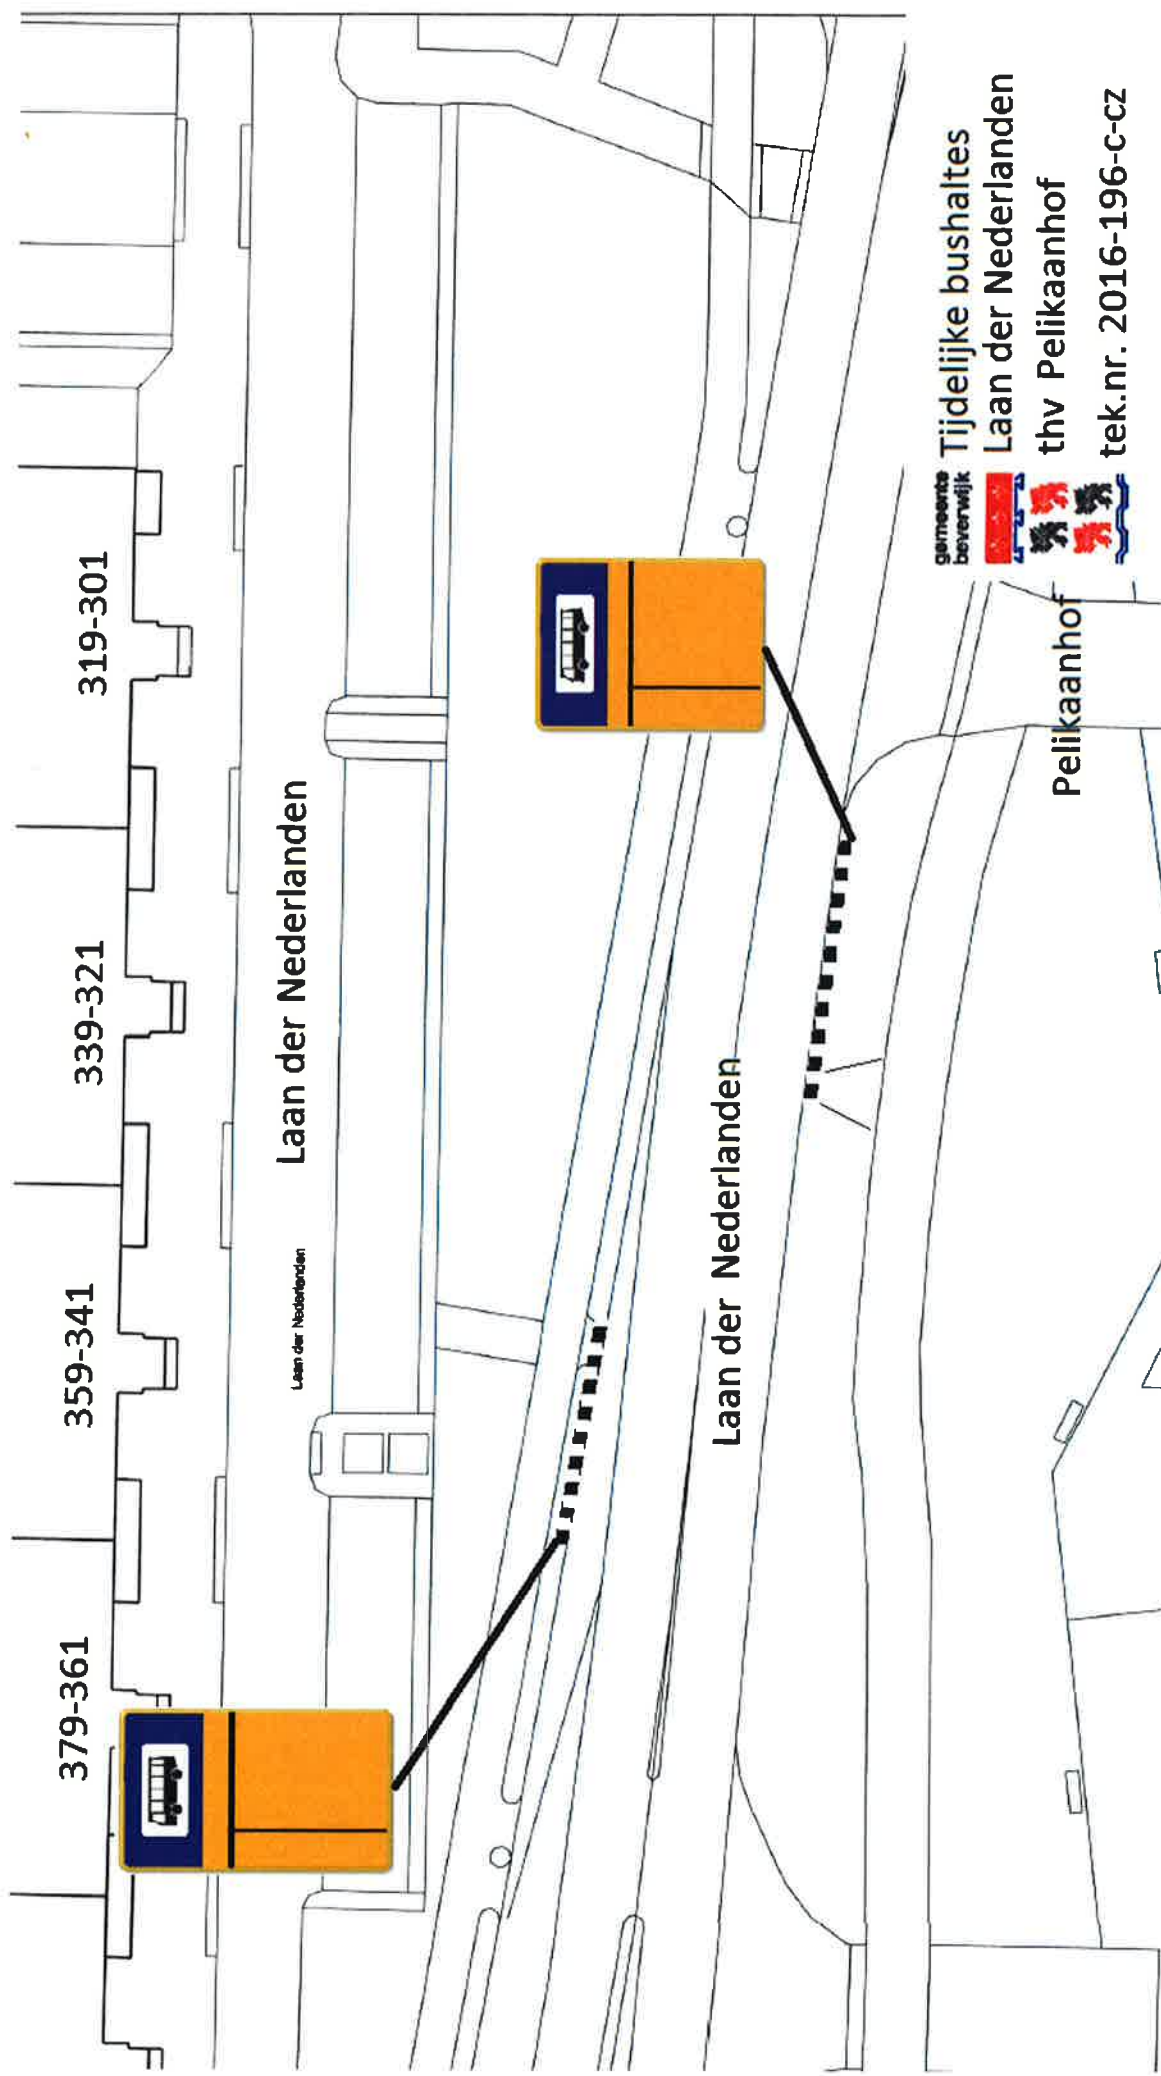 379-361
359-341
339-321
319-301
Laan der Nederlanden
Laan der Nederlanden
Laan der Nederlanden
Pelikaanhof
gemeente
beverwijk
Tijdelijke bushaltes
Laan der Nederlanden
thv Pelikaanhof
tek.nr. 2016-196-c-cz